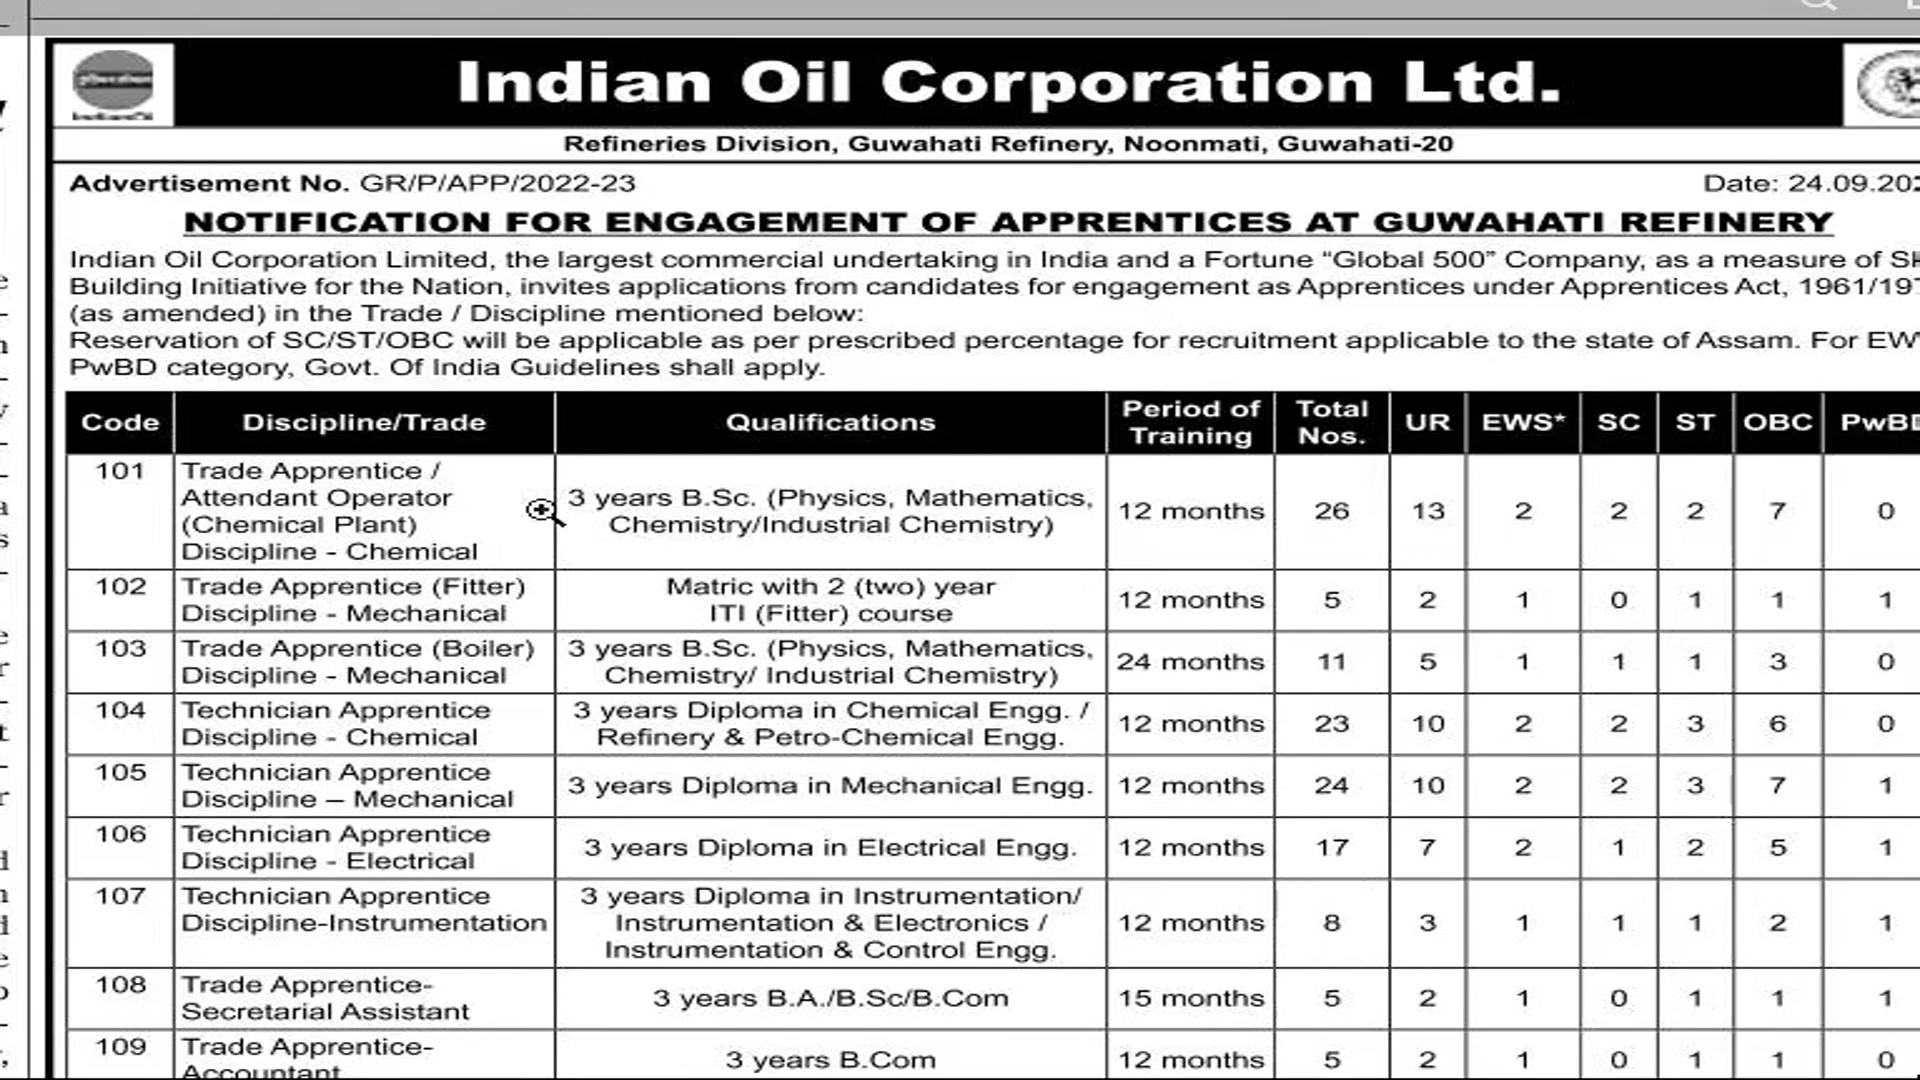 Indian Oil Corporation Ltd.
IndianOil
Refineries Division, Guwahati Refinery, Noonmati, Guwahati-20
Advertisement No. GR/P/APP/2022-23 Date: 24.09.202
NOTIFICATION FOR ENGAGEMENT OF APPRENTICES AT GUWAHATI REFINERY
Indian Oil Corporation Limited, the largest commercial undertaking in India and a Fortune “Global 500” Company, as a measure of
Building Initiative for the Nation, invites applications from candidates for engagement as Apprentices under Apprentices Act, 1961/197
(as amended) in the Trade / Discipline mentioned below:
Reservation of SC/ST/OBC will be applicable as per prescribed percentage for recruitment applicable to the state of Assam. For EW
PwBD category, Govt. Of India Guidelines shall apply.
Code Discipline/Trade Qualifications Period of Training Total Nos. UR EWS* SC ST OBC PwBD
101 Trade Apprentice /
Attendant Operator
(Chemical Plant)
Discipline - Chemical
3 years B.Sc. (Physics, Mathematics,
Chemistry/Industrial Chemistry)
12 months 26 13 2 2 2 7 0
102 Trade Apprentice (Fitter)
Discipline - Mechanical
Matric with 2 (two) year
ITI (Fitter) course
12 months 5 2 1 0 1 1 1
103 Trade Apprentice (Boiler)
Discipline - Mechanical
3 years B.Sc. (Physics, Mathematics,
Chemistry/ Industrial Chemistry)
24 months 11 5 1 1 1 3 0
104 Technician Apprentice
Discipline - Chemical
3 years Diploma in Chemical Engg. /
Refinery & Petro-Chemical Engg.
12 months 23 10 2 2 3 6 0
105 Technician Apprentice
Discipline – Mechanical
3 years Diploma in Mechanical Engg.
12 months 24 10 2 2 3 7 1
106 Technician Apprentice
Discipline - Electrical
3 years Diploma in Electrical Engg.
12 months 17 7 2 1 2 5 1
107 Technician Apprentice
Discipline-Instrumentation
3 years Diploma in Instrumentation/
Instrumentation & Electronics /
Instrumentation & Control Engg.
12 months 8 3 1 1 1 2 1
108 Trade Apprentice-
Secretarial Assistant
3 years B.A./B.Sc/B.Com
15 months 5 2 1 0 1 1 1
109 Trade Apprentice-
Accountant
3 years B.Com
12 months 5 2 1 0 1 1 0